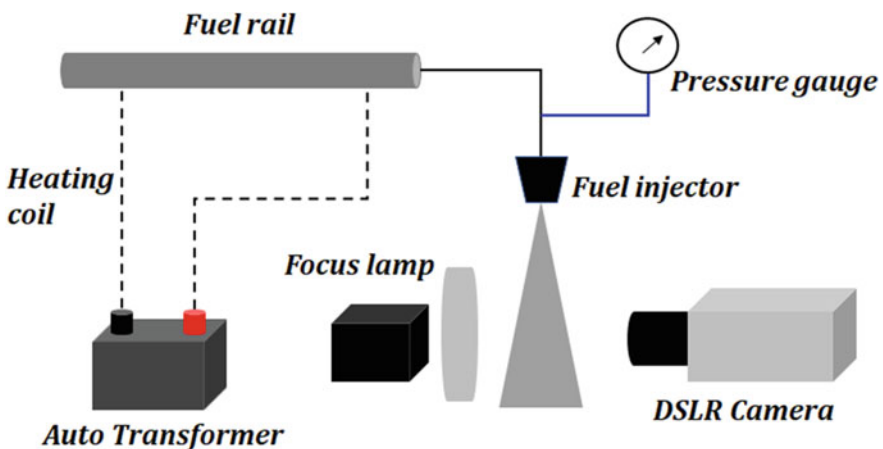 Fuel rail
Pressure gauge
Heating
coil
Fuel injector
Focus lamp
DSLR Camera
Auto Transformer